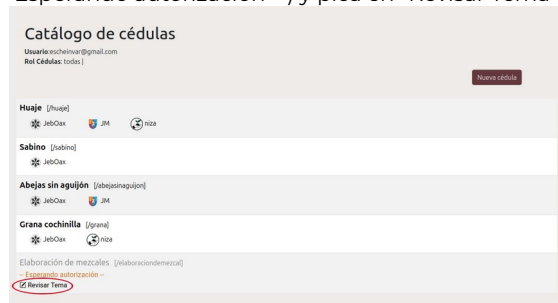 "Esperando autorización", y pica en "Revisar Tema"
Catálogo de cédulas
Usuario:escheinvar@gmail.com
Rol Cédulas: todas |
Nueva cédula
Huaje [/huaje]
JebOax JM niza
Sabino [/sabino]
JebOax
Abejas sin aguijón [/abejasinaguijon]
JebOax JM
Grana cochinilla [/grana]
JebOax niza
Elaboración de mezcales [/elaboraciondemezcal]
-- Esperando autorización --
Revisar Tema